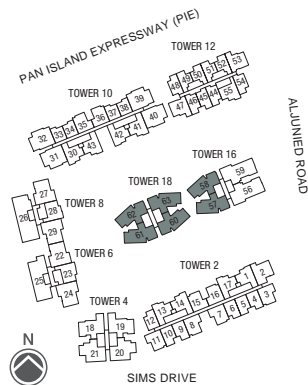 PAN ISLAND EXPRESSWAY (PIE)
TOWER 12
48 49 50 51 52 53
47 46 45 44 55 54
TOWER 10
32 33 34 35 36 37 38 39
31 30 43 42 41 40
ALJUNIED ROAD
TOWER 16
58 59
57 56
TOWER 18
62 63
61 60
TOWER 8
27
26 28
29
TOWER 6
22
25 23
24
TOWER 2
12 13 14 15 16 17 1 2
11 10 9 8 7 6 5 4 3
TOWER 4
18 19
21 20
N
SIMS DRIVE